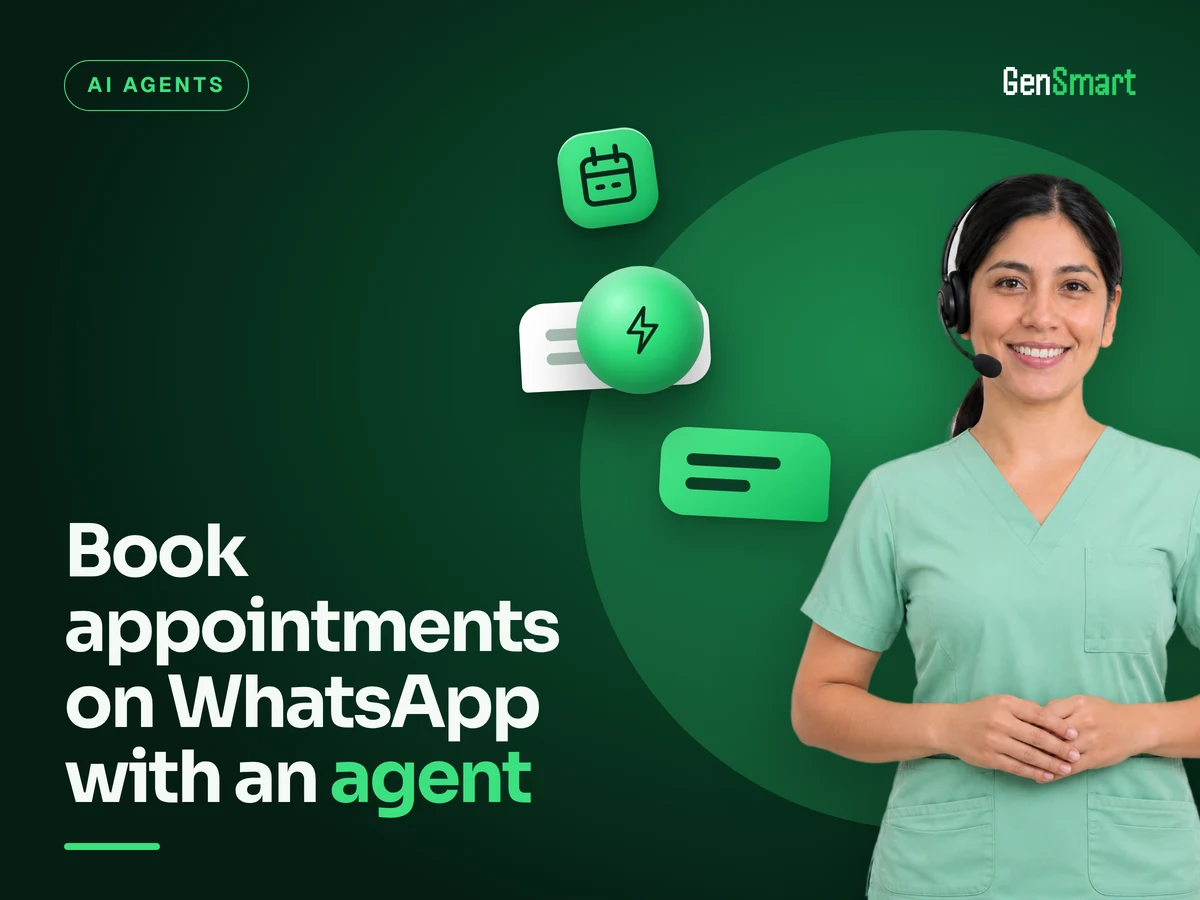 AI AGENTS
GenSmart
Book
appointments
on WhatsApp
with an agent